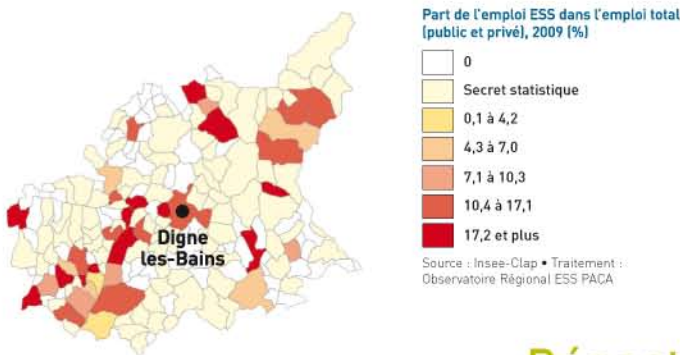 Part de l'emploi ESS dans l'emploi total
(public et privé), 2009 (%)
0
Secret statistique
0,1 à 4,2
4,3 à 7,0
7,1 à 10,3
10,4 à 17,1
17,2 et plus
Source : Insee-Clap • Traitement :
Observatoire Régional ESS PACA
Digne
les-Bains